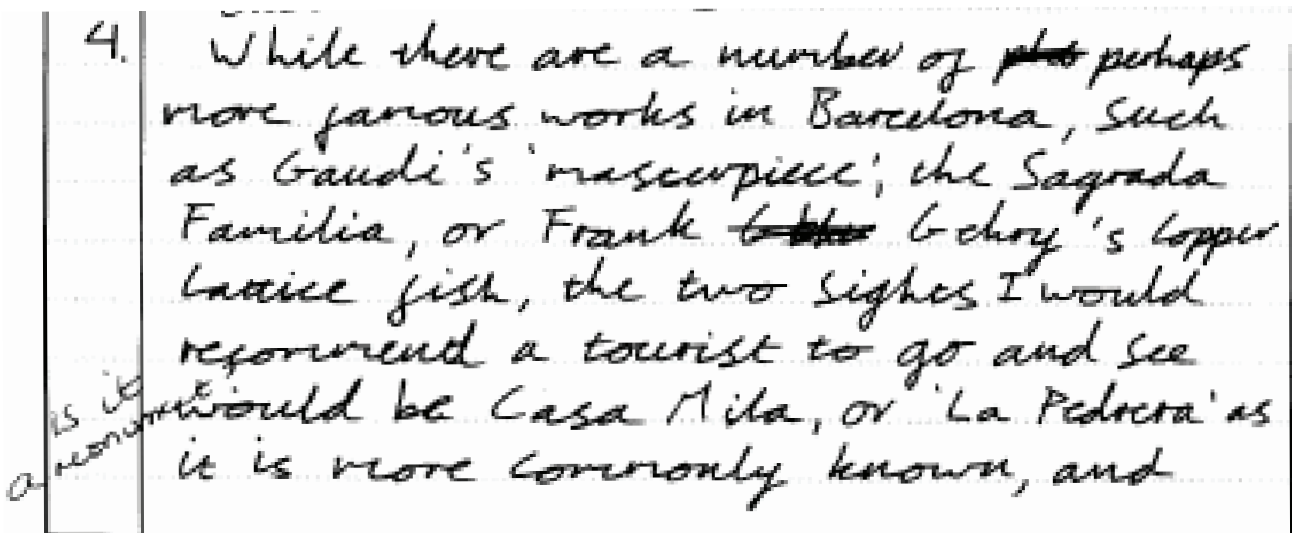 4. While there are a number of perhaps
more famous works in Barcelona, such
as Gaudi's 'masterpiece', the Sagrada
Familia, or Frank Gehry's copper
lattice fish, the two sights I would
recommend a tourist to go and see
would be Casa Mila, or 'La Pedrera' as
it is more commonly known, and
is it
a monument?